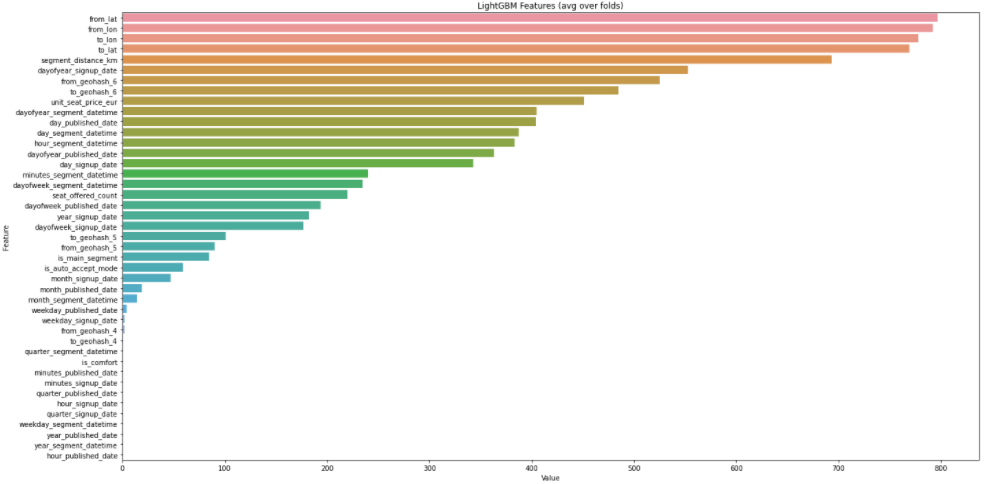 LightGBM Features (avg over folds)
from_lat
from_lon
to_lon
to_lat
segment_distance_km
dayofyear_signup_date
from_geohash_6
to_geohash_6
unit_seat_price_eur
dayofyear_segment_datetime
day_published_date
day_segment_datetime
hour_segment_datetime
dayofyear_published_date
day_signup_date
minutes_segment_datetime
dayofweek_segment_datetime
seat_offered_count
dayofweek_published_date
year_signup_date
dayofweek_signup_date
to_geohash_5
from_geohash_5
is_main_segment
is_auto_accept_mode
month_signup_date
month_published_date
month_segment_datetime
weekday_published_date
weekday_signup_date
from_geohash_4
to_geohash_4
quarter_segment_datetime
is_comfort
minutes_published_date
minutes_signup_date
quarter_published_date
hour_signup_date
quarter_signup_date
weekday_segment_datetime
year_published_date
year_segment_datetime
hour_published_date
Feature
0 100 200 300 400 500 600 700 800
Value